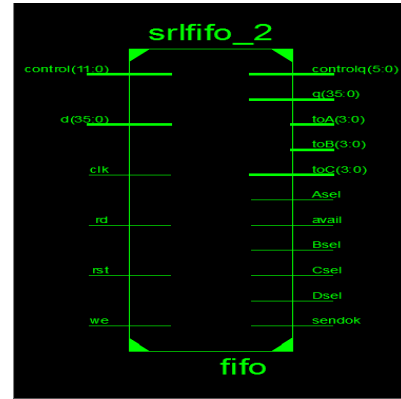 srlfifo_2
control(11:0) controlq(5:0)
q(35:0)
d(35:0) toA(3:0)
toB(3:0)
clk toC(3:0)
Asel
rd avail
Bsel
rst Csel
Dsel
we sendok
fifo